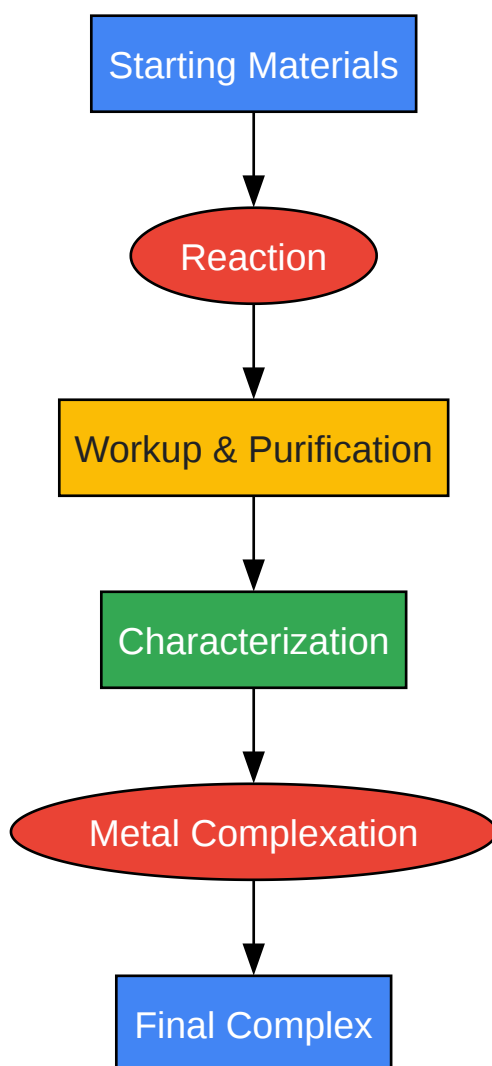 Starting Materials
Reaction
Workup & Purification
Characterization
Metal Complexation
Final Complex